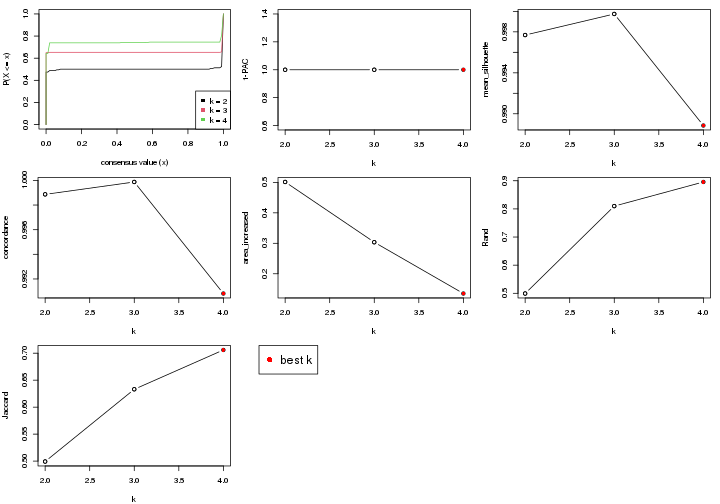 P(X <= x)
0.0 0.2 0.4 0.6 0.8 1.0
k = 2
k = 3
k = 4
0.0 0.2 0.4 0.6 0.8 1.0
consensus value (x)
1-PAC
0.6 0.8 1.0 1.2 1.4
2.0 2.5 3.0 3.5 4.0
k
mean_silhouette
0.990 0.994 0.998
2.0 2.5 3.0 3.5 4.0
k
concordance
0.992 0.996 1.000
2.0 2.5 3.0 3.5 4.0
k
area_increased
0.2 0.3 0.4 0.5
2.0 2.5 3.0 3.5 4.0
k
Rand
0.5 0.6 0.7 0.8 0.9
2.0 2.5 3.0 3.5 4.0
k
Jaccard
0.50 0.55 0.60 0.65 0.70
2.0 2.5 3.0 3.5 4.0
k
best k